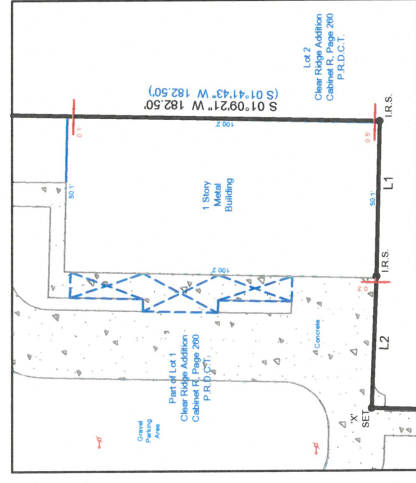 S 01°09'21" W 182.50'
(S 01°41'43" W 182.50')
Lot 2
Clear Ridge Addition
Cabinet R, Page 260
P.R.D.C.T.
0.1'
100.2'
0.5'
I.R.S.
50.1'
1 Story
Metal
Building
50.1'
L1
100.2'
I.R.S.
Part of Lot 1
Clear Ridge Addition
Cabinet R, Page 260
P.R.D.C.T.
Concrete
L2
Gravel
Parking
Area
'X'
SET